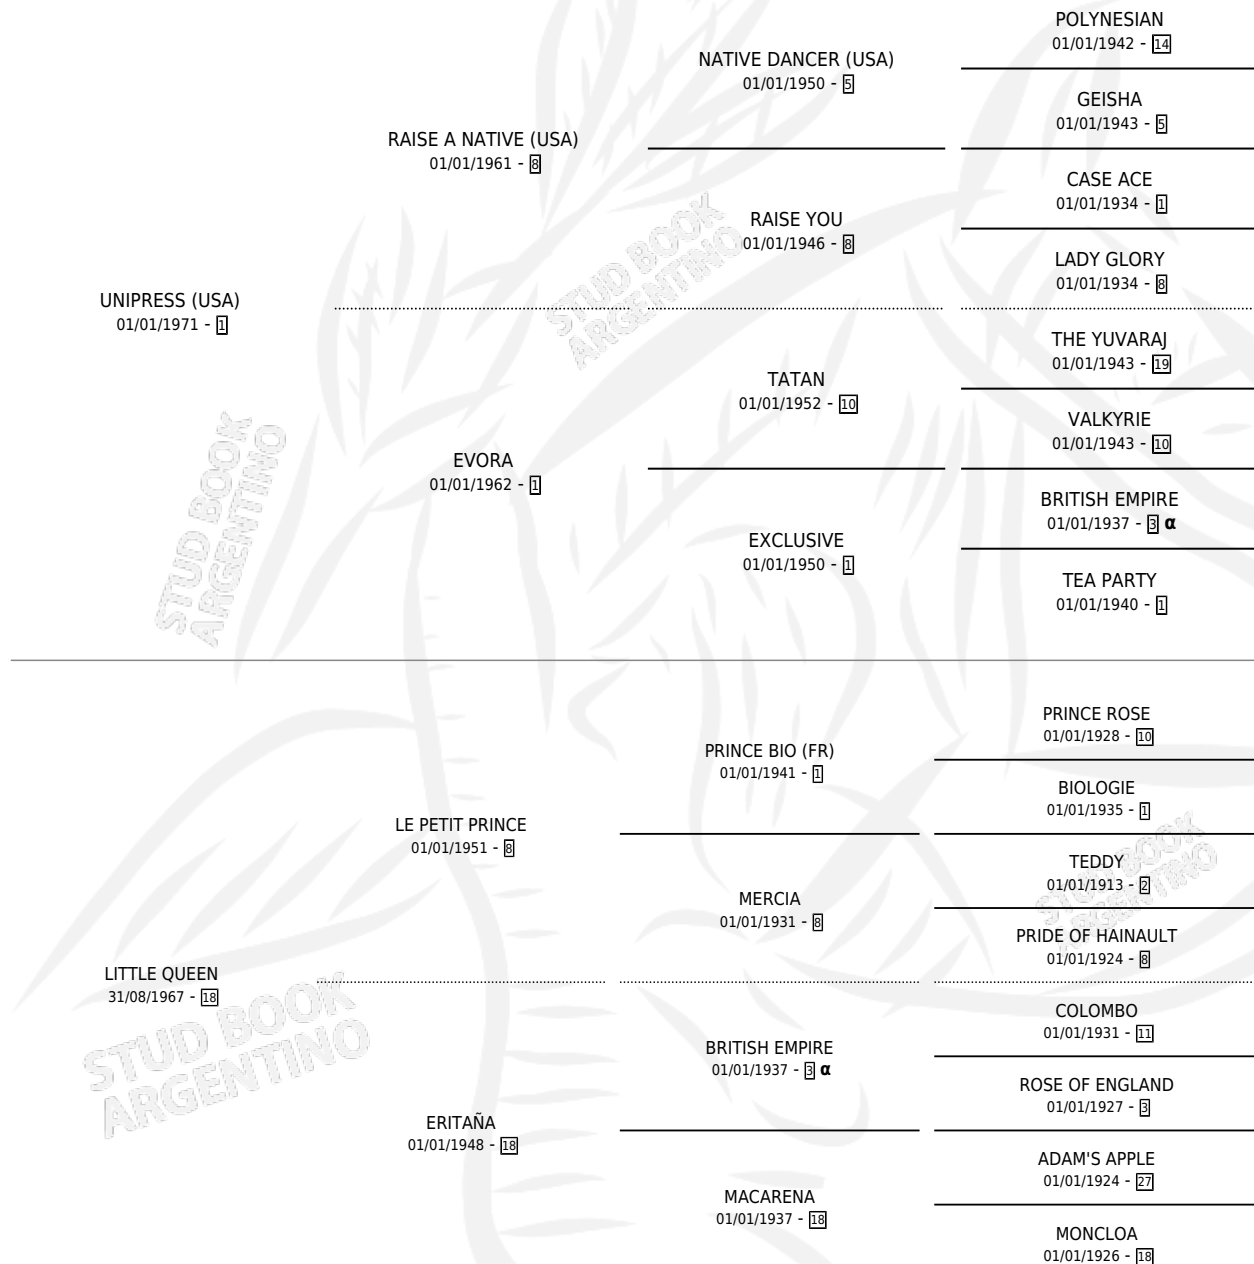 POLYNESIAN
01/01/1942 - 14
NATIVE DANCER (USA)
01/01/1950 - 5
GEISHA
01/01/1943 - 5
RAISE A NATIVE (USA)
01/01/1961 - 8
CASE ACE
01/01/1934 - 1
RAISE YOU
01/01/1946 - 8
LADY GLORY
01/01/1934 - 8
UNIPRESS (USA)
01/01/1971 - 1
THE YUVARAJ
01/01/1943 - 19
TATAN
01/01/1952 - 10
VALKYRIE
01/01/1943 - 10
EVORA
01/01/1962 - 1
BRITISH EMPIRE
01/01/1937 - 3 α
EXCLUSIVE
01/01/1950 - 1
TEA PARTY
01/01/1940 - 1
PRINCE ROSE
01/01/1928 - 10
PRINCE BIO (FR)
01/01/1941 - 1
BIOLOGIE
01/01/1935 - 1
LE PETIT PRINCE
01/01/1951 - 8
TEDDY
01/01/1913 - 2
MERCIA
01/01/1931 - 8
PRIDE OF HAINAULT
01/01/1924 - 8
LITTLE QUEEN
31/08/1967 - 18
COLOMBO
01/01/1931 - 11
BRITISH EMPIRE
01/01/1937 - 3 α
ROSE OF ENGLAND
01/01/1927 - 3
ERITAÑA
01/01/1948 - 18
ADAM'S APPLE
01/01/1924 - 27
MACARENA
01/01/1937 - 18
MONCLOA
01/01/1926 - 18
STUD BOOK
ARGENTINO
STUD BOOK
ARGENTINO
STUD BOOK
ARGENTINO
STUD BOOK
ARGENTINO